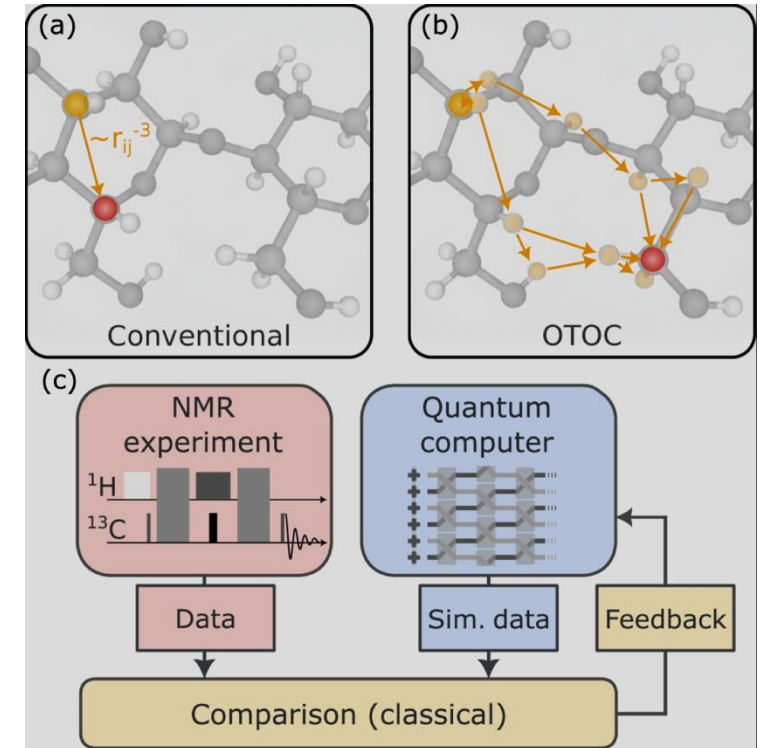 (a)
~r_ij^-3
Conventional
(b)
OTOC
(c)
NMR
experiment
¹H
¹³C
Quantum
computer
Data
Sim. data
Feedback
Comparison (classical)